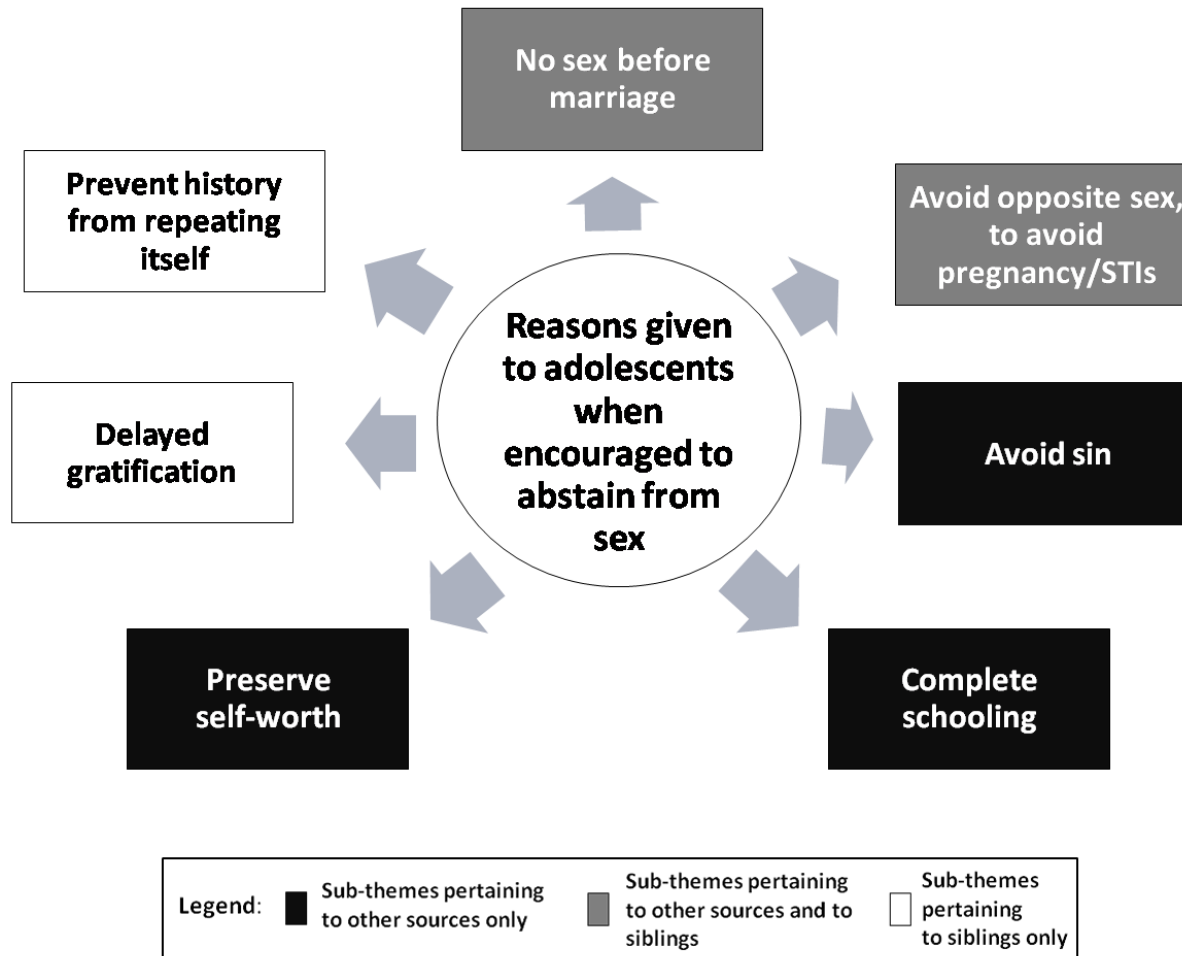 No sex before
marriage
Prevent history
from repeating
itself
Avoid opposite sex,
to avoid
pregnancy/STIs
Reasons given
to adolescents
when
encouraged to
abstain from
sex
Delayed
gratification
Avoid sin
Preserve
self-worth
Complete
schooling
Legend:
Sub-themes pertaining
to other sources only
Sub-themes pertaining
to other sources and to
siblings
Sub-themes
pertaining
to siblings only